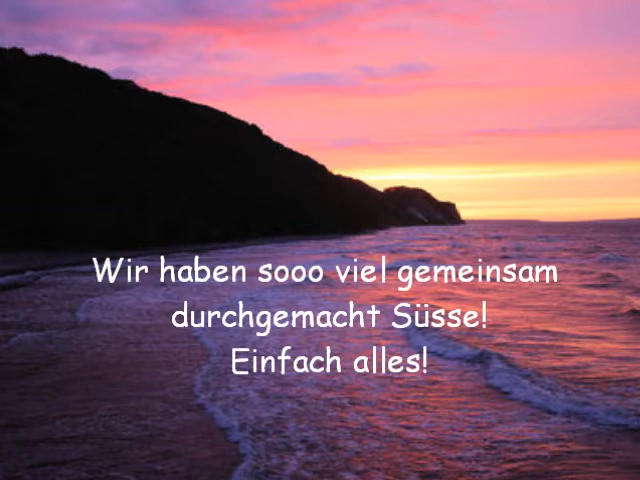 Wir haben sooo viel gemeinsam
durchgemacht Süsse!
Einfach alles!